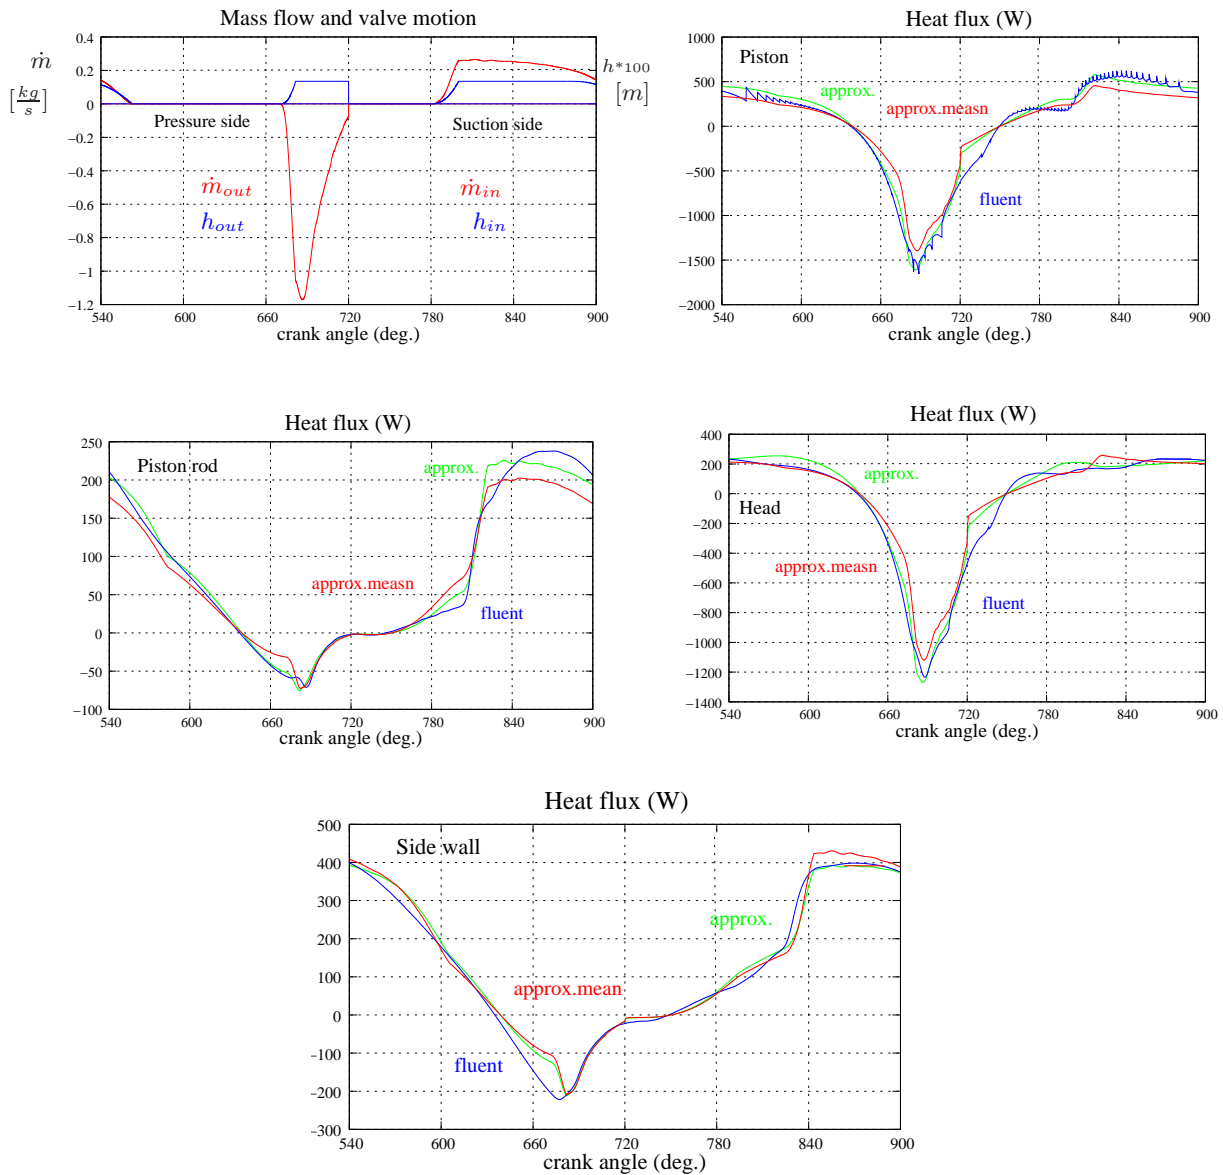 Mass flow and valve motion
ṁ
[kg/s]
0.4
0.2
0
−0.2
−0.4
−0.6
−0.8
−1
−1.2
Pressure side
Suction side
ṁout
hout
ṁin
hin
h*100
[m]
540 600 660 720 780 840 900
crank angle (deg.)
Heat flux (W)
1000
500
0
−500
−1000
−1500
−2000
Piston
approx.
approx.measn
fluent
540 600 660 720 780 840 900
crank angle (deg.)
Heat flux (W)
250
200
150
100
50
0
−50
−100
Piston rod
approx.
approx.measn
fluent
540 600 660 720 780 840 900
crank angle (deg.)
Heat flux (W)
400
200
0
−200
−400
−600
−800
−1000
−1200
−1400
approx.
Head
approx.measn
fluent
540 600 660 720 780 840 900
crank angle (deg.)
Heat flux (W)
500
400
300
200
100
0
−100
−200
−300
Side wall
approx.
approx.mean
fluent
540 600 660 720 780 840 900
crank angle (deg.)